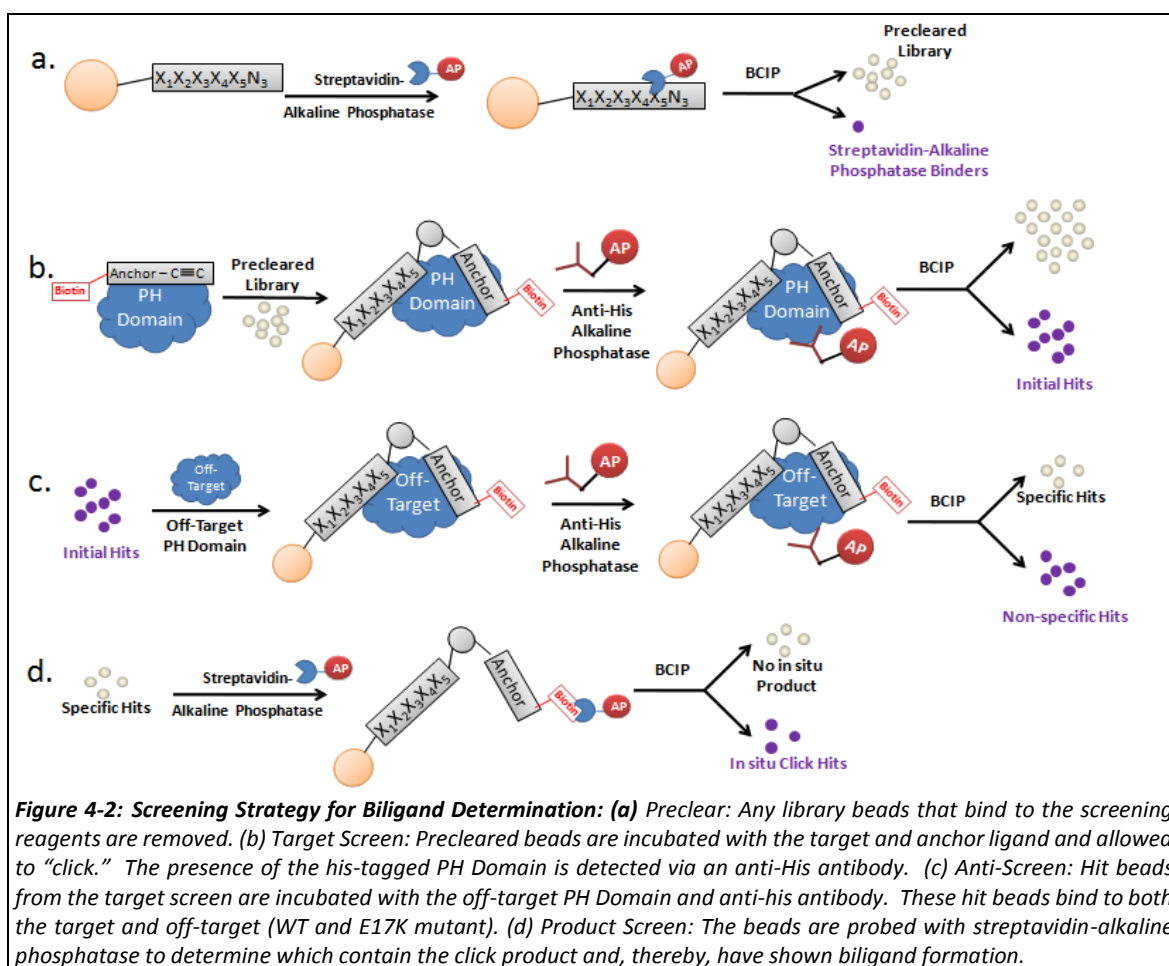 a.
X1X2X3X4X5N3
Streptavidin-
AP
Alkaline Phosphatase
AP
X1X2X3X4X5N3
BCIP
Precleared
Library
Streptavidin-Alkaline
Phosphatase Binders
b.
Anchor – C≡C
Biotin
PH
Domain
Precleared
Library
X1X2X3X4X5
PH
Domain
Anchor
Biotin
AP
Anti-His
Alkaline
Phosphatase
X1X2X3X4X5
PH
Domain
Anchor
Biotin
AP
BCIP
Initial Hits
c.
Initial Hits
Off-
Target
Off-Target
PH Domain
X1X2X3X4X5
Off-
Target
Anchor
Biotin
AP
Anti-His
Alkaline
Phosphatase
X1X2X3X4X5
Off-
Target
Anchor
Biotin
AP
BCIP
Specific Hits
Non-specific Hits
d.
Specific Hits
Streptavidin-
AP
Alkaline Phosphatase
X1X2X3X4X5
Anchor
Biotin
AP
BCIP
No in situ
Product
In situ Click Hits
Figure 4-2: Screening Strategy for Biligand Determination: (a) Preclear: Any library beads that bind to the screening
reagents are removed. (b) Target Screen: Precleared beads are incubated with the target and anchor ligand and allowed
to “click.” The presence of the his-tagged PH Domain is detected via an anti-His antibody. (c) Anti-Screen: Hit beads
from the target screen are incubated with the off-target PH Domain and anti-his antibody. These hit beads bind to both
the target and off-target (WT and E17K mutant). (d) Product Screen: The beads are probed with streptavidin-alkaline
phosphatase to determine which contain the click product and, thereby, have shown biligand formation.